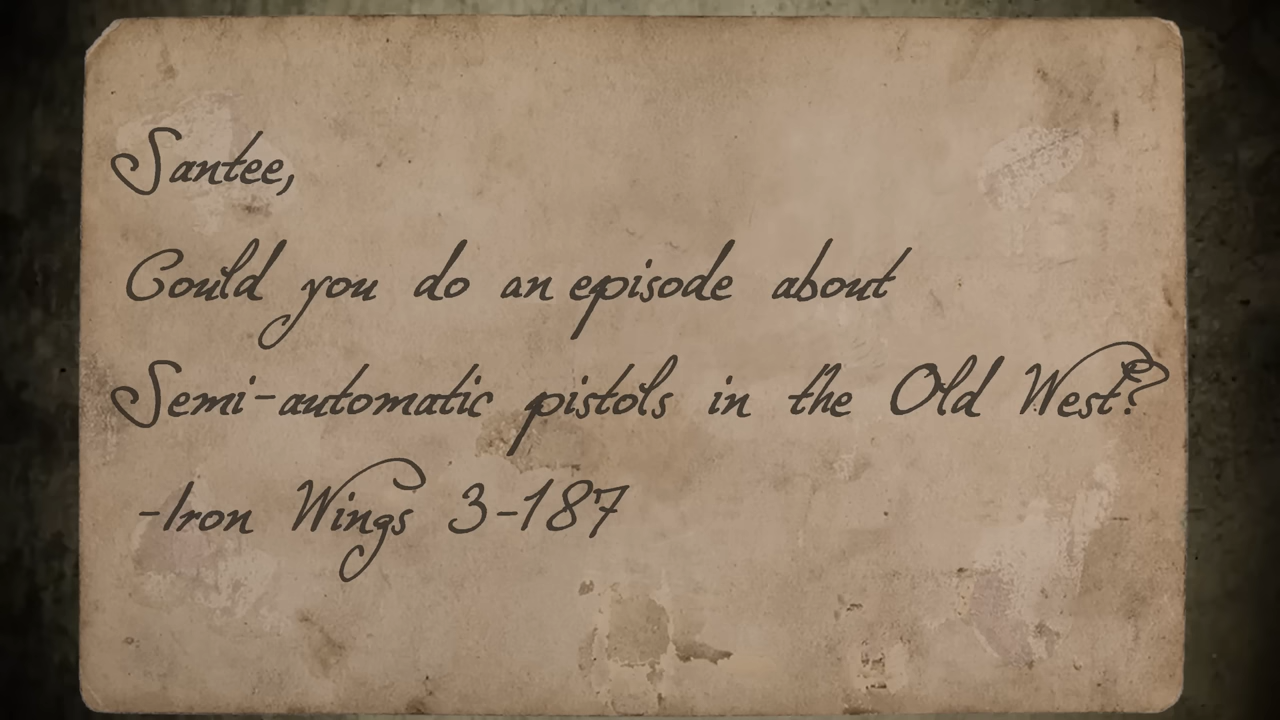 Santee,
Could you do an episode about
Semi-automatic pistols in the Old West?
-Iron Wings 3-187